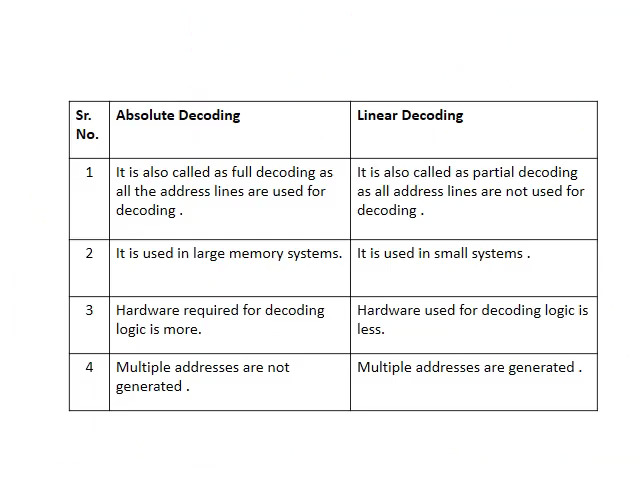 Sr. No. Absolute Decoding Linear Decoding
1 It is also called as full decoding as all the address lines are used for decoding . It is also called as partial decoding as all address lines are not used for decoding .
2 It is used in large memory systems. It is used in small systems .
3 Hardware required for decoding logic is more. Hardware used for decoding logic is less.
4 Multiple addresses are not generated . Multiple addresses are generated .